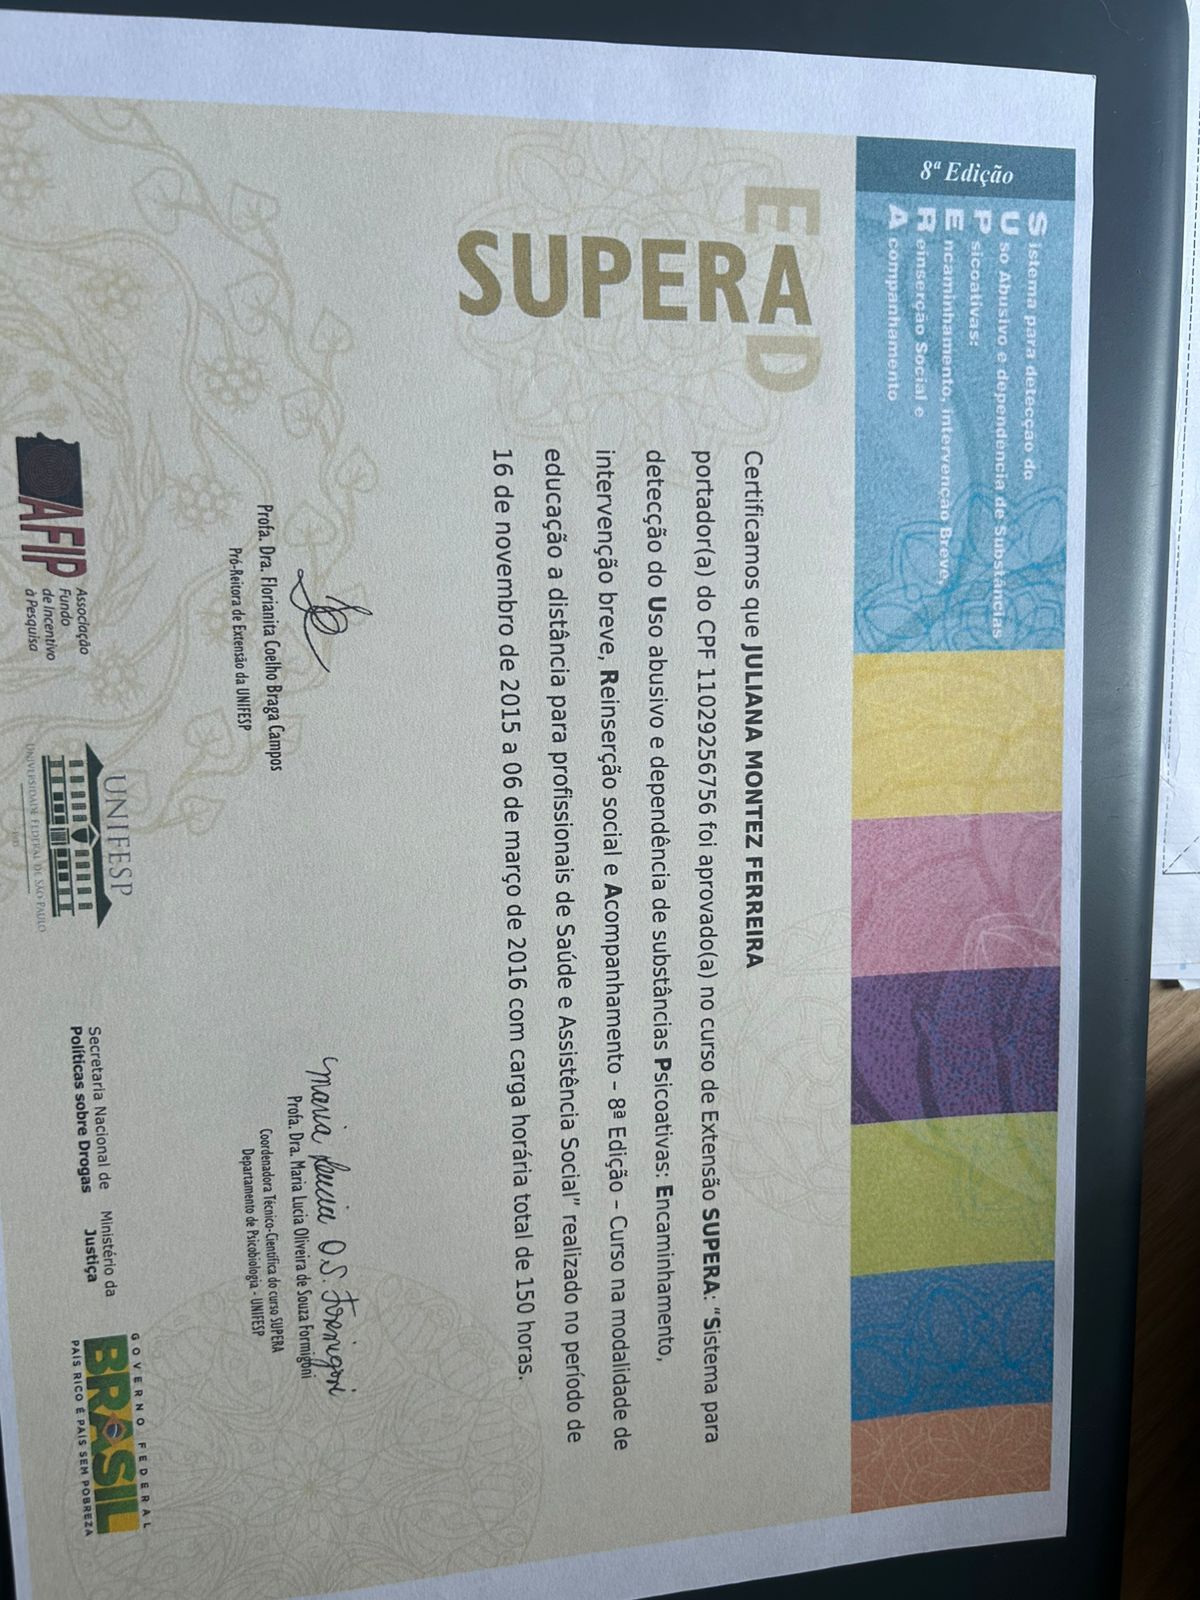 8ª Edição
Sistema para detecção do
Uso Abusivo e dependência de Substâncias
Psicoativas:
Encaminhamento, intervenção Breve,
Reinserção Social e
Acompanhamento
EAD
SUPERA
Certificamos que JULIANA MONTEZ FERREIRA
portador(a) do CPF 11029256756 foi aprovado(a) no curso de Extensão SUPERA: “Sistema para
detecção do Uso abusivo e dependência de substâncias Psicoativas: Encaminhamento,
intervenção breve, Reinserção social e Acompanhamento – 8ª Edição – Curso na modalidade de
educação a distância para profissionais de Saúde e Assistência Social” realizado no período de
16 de novembro de 2015 a 06 de março de 2016 com carga horária total de 150 horas.
Profa. Dra. Florianita Coelho Braga Campos
Pró-Reitora de Extensão da UNIFESP
Maria Lucia O.S. Formigoni
Profa. Dra. Maria Lucia Oliveira de Souza Formigoni
Coordenadora Técnico-Científica do curso SUPERA
Departamento de Psicobiologia - UNIFESP
AFIP
Associação
Fundo
de Incentivo
à Pesquisa
UNIFESP
UNIVERSIDADE FEDERAL DE SÃO PAULO
Secretaria Nacional de
Políticas sobre Drogas
Ministério da
Justiça
GOVERNO FEDERAL
BRASIL
PAÍS RICO É PAÍS SEM POBREZA